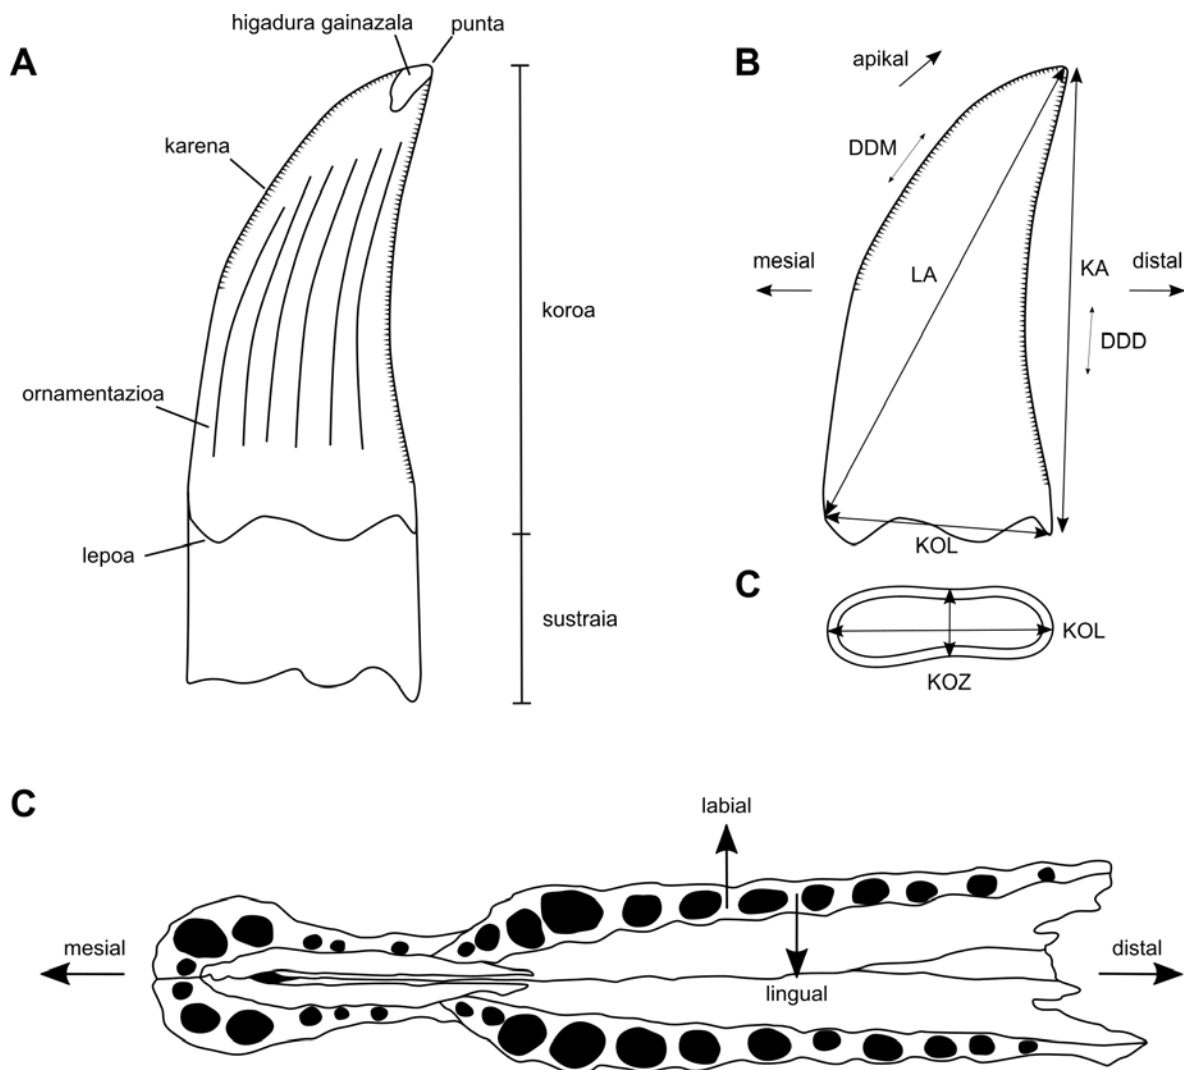 A
higadura gainazala
punta
karena
koroa
ornamentazioa
lepoa
sustraia
B
apikal
DDM
mesial
LA
KA
distal
DDD
KOL
C
KOL
KOZ
C
labial
mesial
distal
lingual